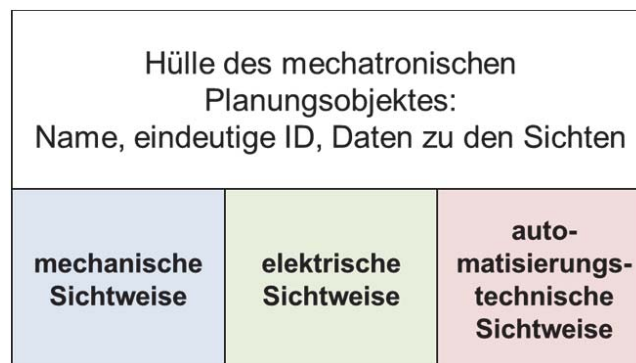 Hülle des mechatronischen
Planungsobjektes:
Name, eindeutige ID, Daten zu den Sichten
mechanische
Sichtweise
elektrische
Sichtweise
auto-
matisierungs-
technische
Sichtweise